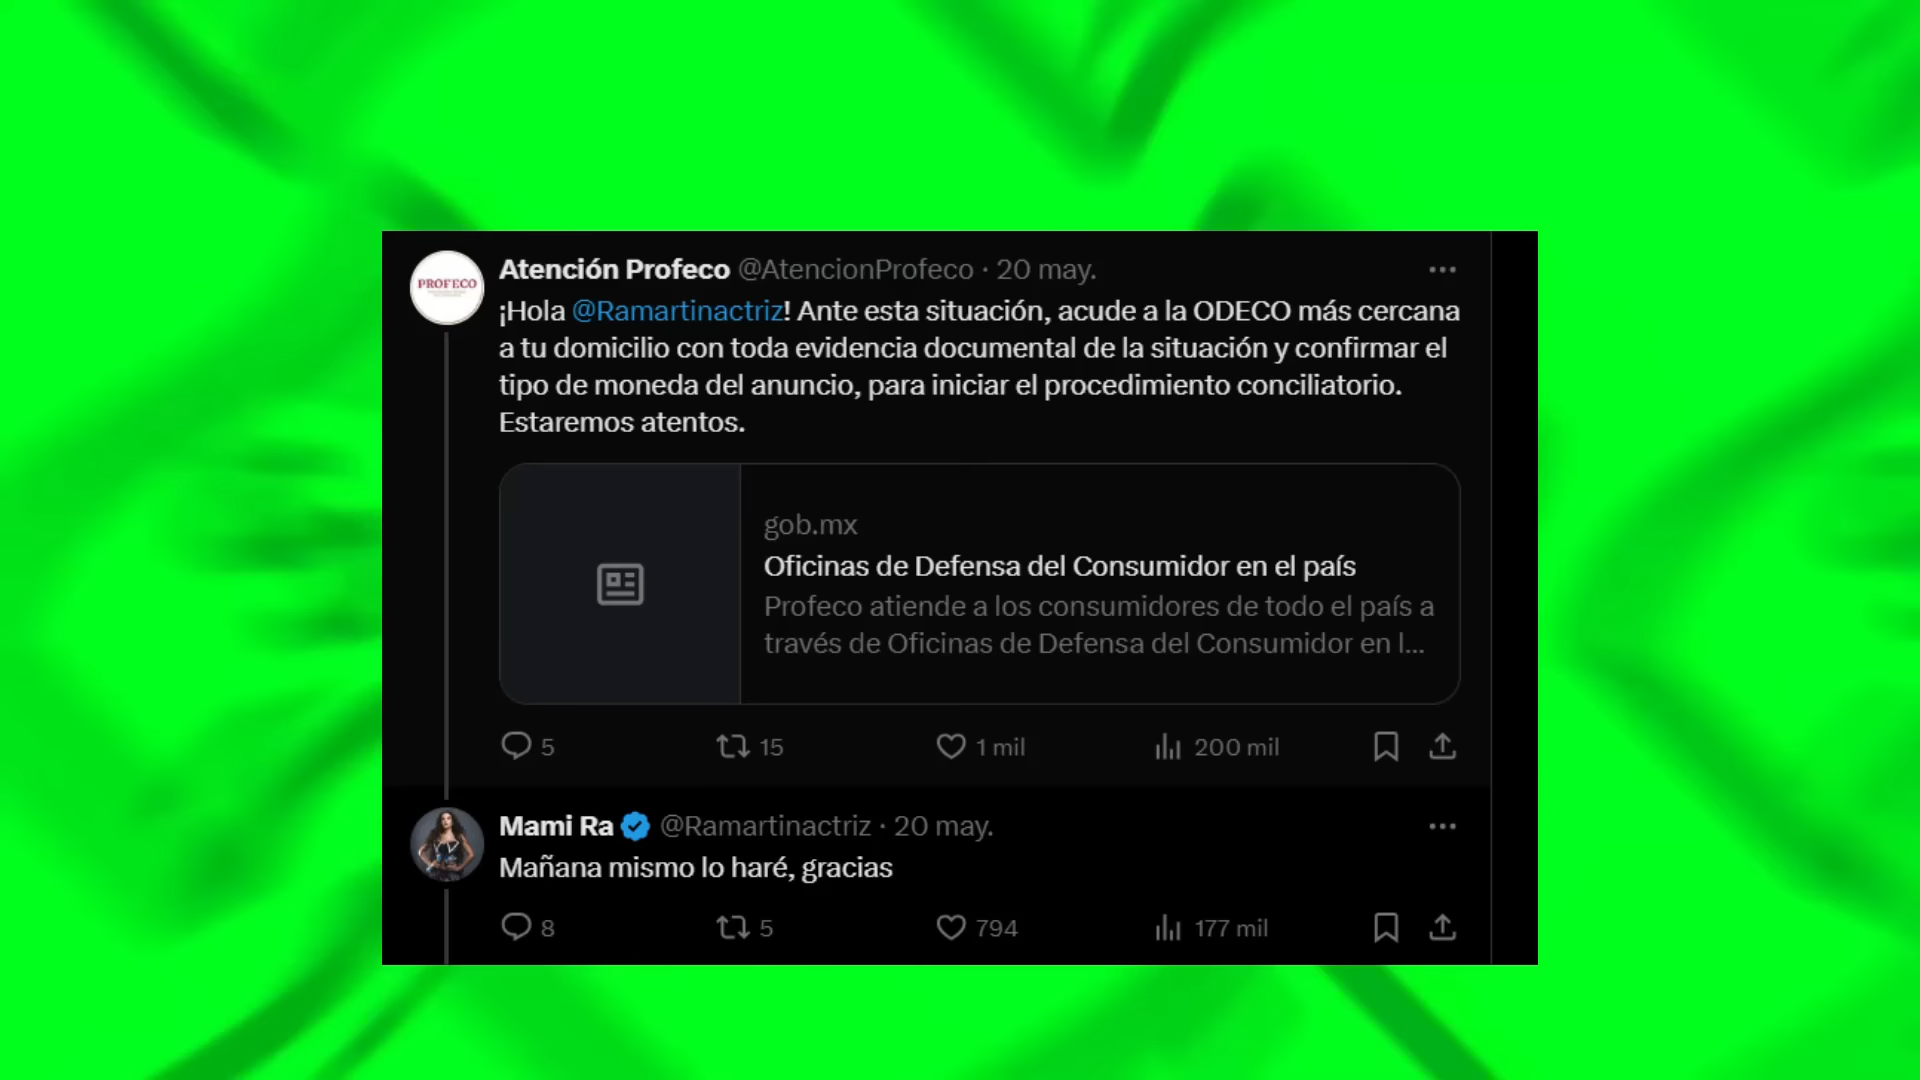 PROFECO
Atención Profeco @AtencionProfeco · 20 may.
¡Hola @Ramartinactriz! Ante esta situación, acude a la ODECO más cercana
a tu domicilio con toda evidencia documental de la situación y confirmar el
tipo de moneda del anuncio, para iniciar el procedimiento conciliatorio.
Estaremos atentos.
gob.mx
Oficinas de Defensa del Consumidor en el país
Profeco atiende a los consumidores de todo el país a
través de Oficinas de Defensa del Consumidor en l...
5 15 1 mil 200 mil
Mami Ra @Ramartinactriz · 20 may.
Mañana mismo lo haré, gracias
8 5 794 177 mil